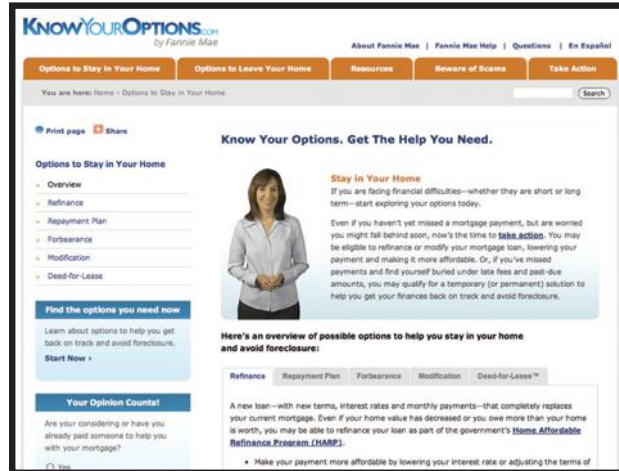 KNOWYOUROPTIONS.COM
by Fannie Mae
About Fannie Mae | Fannie Mae Help | Questions | En Español
Options to Stay in Your Home Options to Leave Your Home Resources Beware of Scams Take Action
You are here: Home › Options to Stay in Your Home
Search
Print page Share
Options to Stay in Your Home
Overview
Refinance
Repayment Plan
Forbearance
Modification
Deed-for-Lease
Find the options you need now
Learn about options to help you get
back on track and avoid foreclosure.
Start Now ›
Your Opinion Counts!
Are your considering or have you
already paid someone to help you
with your mortgage?
Yes
Know Your Options. Get The Help You Need.
Stay in Your Home
If you are facing financial difficulties—whether they are short or long
term—start exploring your options today.
Even if you haven't yet missed a mortgage payment, but are worried
you might fall behind soon, now's the time to take action. You may
be eligible to refinance or modify your mortgage loan, lowering your
payment and making it more affordable. Or, if you've missed
payments and find yourself buried under late fees and past-due
amounts, you may qualify for a temporary (or permanent) solution to
help you get your finances back on track and avoid foreclosure.
Here's an overview of possible options to help you stay in your home
and avoid foreclosure:
Refinance Repayment Plan Forbearance Modification Deed-for-Lease™
A new loan—with new terms, interest rates and monthly payments—that completely replaces
your current mortgage. Even if your home value has decreased or you owe more than your home
is worth, you may be able to refinance your loan as part of the government's Home Affordable
Refinance Program (HARP).
• Make your payment more affordable by lowering your interest rate or adjusting the terms of